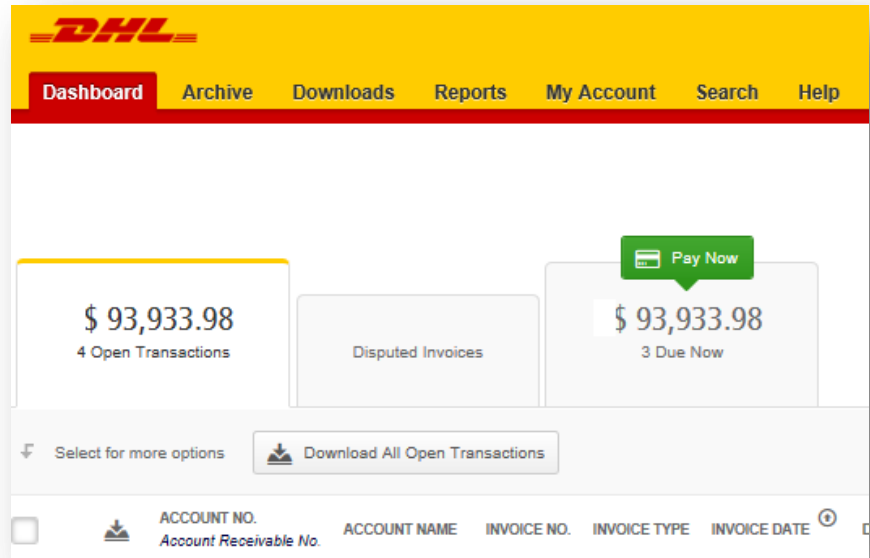 DHL
Dashboard Archive Downloads Reports My Account Search Help
Pay Now
$ 93,933.98
4 Open Transactions
Disputed Invoices
$ 93,933.98
3 Due Now
Select for more options
Download All Open Transactions
ACCOUNT NO.
Account Receivable No.
ACCOUNT NAME
INVOICE NO.
INVOICE TYPE
INVOICE DATE